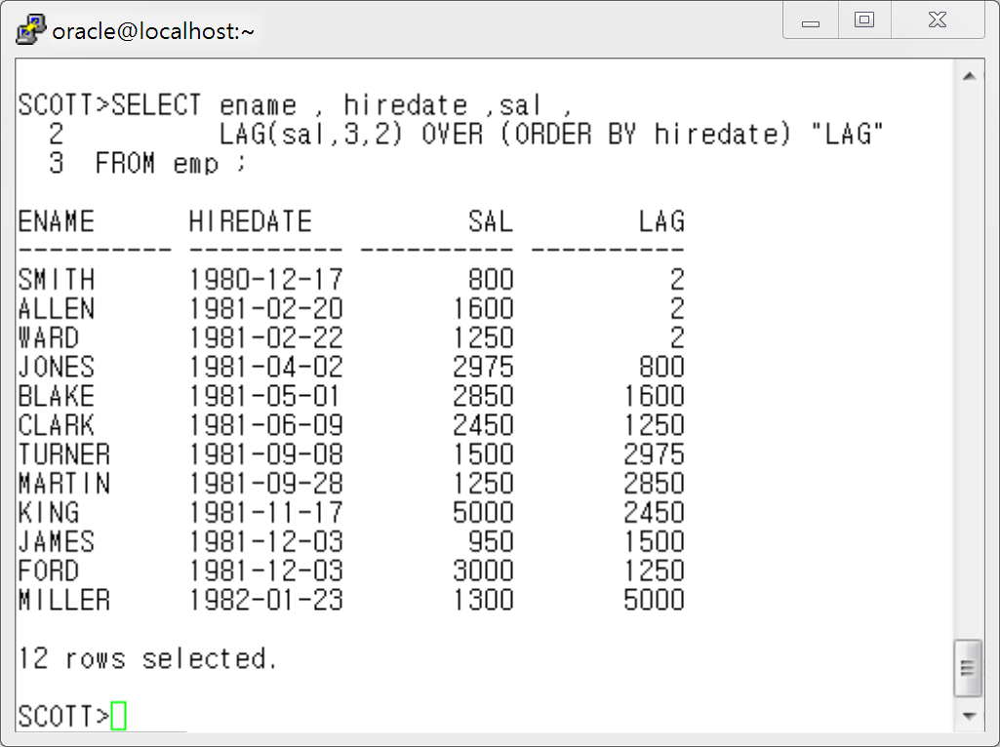 oracle@localhost:~
SCOTT>SELECT ename , hiredate ,sal ,
  2          LAG(sal,3,2) OVER (ORDER BY hiredate) "LAG"
  3  FROM emp ;
ENAME      HIREDATE          SAL        LAG
---------- ---------- ---------- ----------
SMITH      1980-12-17        800          2
ALLEN      1981-02-20       1600          2
WARD       1981-02-22       1250          2
JONES      1981-04-02       2975        800
BLAKE      1981-05-01       2850       1600
CLARK      1981-06-09       2450       1250
TURNER     1981-09-08       1500       2975
MARTIN     1981-09-28       1250       2850
KING       1981-11-17       5000       2450
JAMES      1981-12-03        950       1500
FORD       1981-12-03       3000       1250
MILLER     1982-01-23       1300       5000
12 rows selected.
SCOTT>